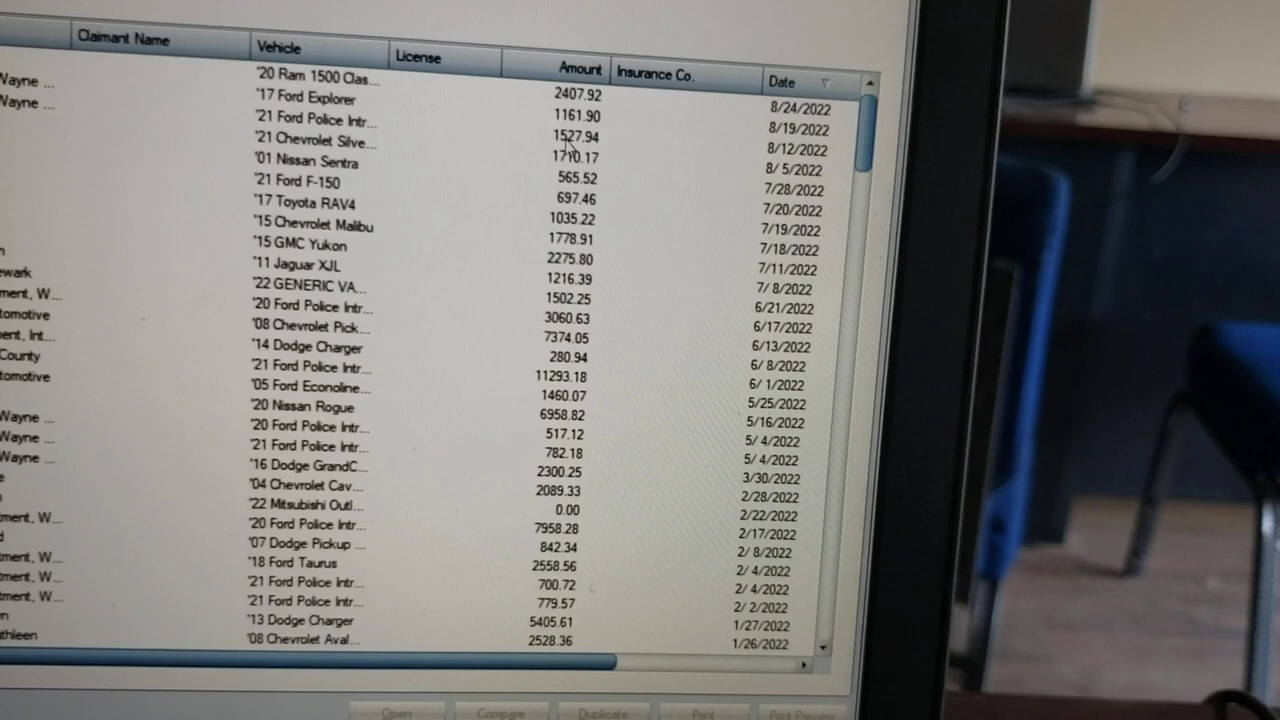 Claimant Name Vehicle License Amount Insurance Co. Date
'20 Ram 1500 Clas... 2407.92 8/24/2022
Wayne ... '17 Ford Explorer 1161.90 8/19/2022
Wayne ... '21 Ford Police Intr... 1527.94 8/12/2022
'21 Chevrolet Silve... 1710.17 8/ 5/2022
'01 Nissan Sentra 565.52 7/28/2022
'21 Ford F-150 697.46 7/20/2022
'17 Toyota RAV4 1035.22 7/19/2022
'15 Chevrolet Malibu 1778.91 7/18/2022
'15 GMC Yukon 2275.80 7/11/2022
n '11 Jaguar XJL 1216.39 7/ 8/2022
ewark '22 GENERIC VA... 1502.25 6/21/2022
ment, W... '20 Ford Police Intr... 3060.63 6/17/2022
tomotive '08 Chevrolet Pick... 7374.05 6/13/2022
ent, Int... '14 Dodge Charger 280.94 6/ 8/2022
County '21 Ford Police Intr... 11293.18 6/ 1/2022
tomotive '05 Ford Econoline... 1460.07 5/25/2022
'20 Nissan Rogue 6958.82 5/16/2022
Wayne ... '20 Ford Police Intr... 517.12 5/ 4/2022
Wayne ... '21 Ford Police Intr... 782.18 5/ 4/2022
Wayne ... '16 Dodge GrandC... 2300.25 3/30/2022
e '04 Chevrolet Cav... 2089.33 2/28/2022
n '22 Mitsubishi Outl... 0.00 2/22/2022
tment, W... '20 Ford Police Intr... 7958.28 2/17/2022
d '07 Dodge Pickup ... 842.34 2/ 8/2022
tment, W... '18 Ford Taurus 2558.56 2/ 4/2022
tment, W... '21 Ford Police Intr... 700.72 2/ 4/2022
tment, W... '21 Ford Police Intr... 779.57 2/ 2/2022
n '13 Dodge Charger 5405.61 1/27/2022
thleen '08 Chevrolet Aval... 2528.36 1/26/2022
Open Compare Duplicate Print Print Preview